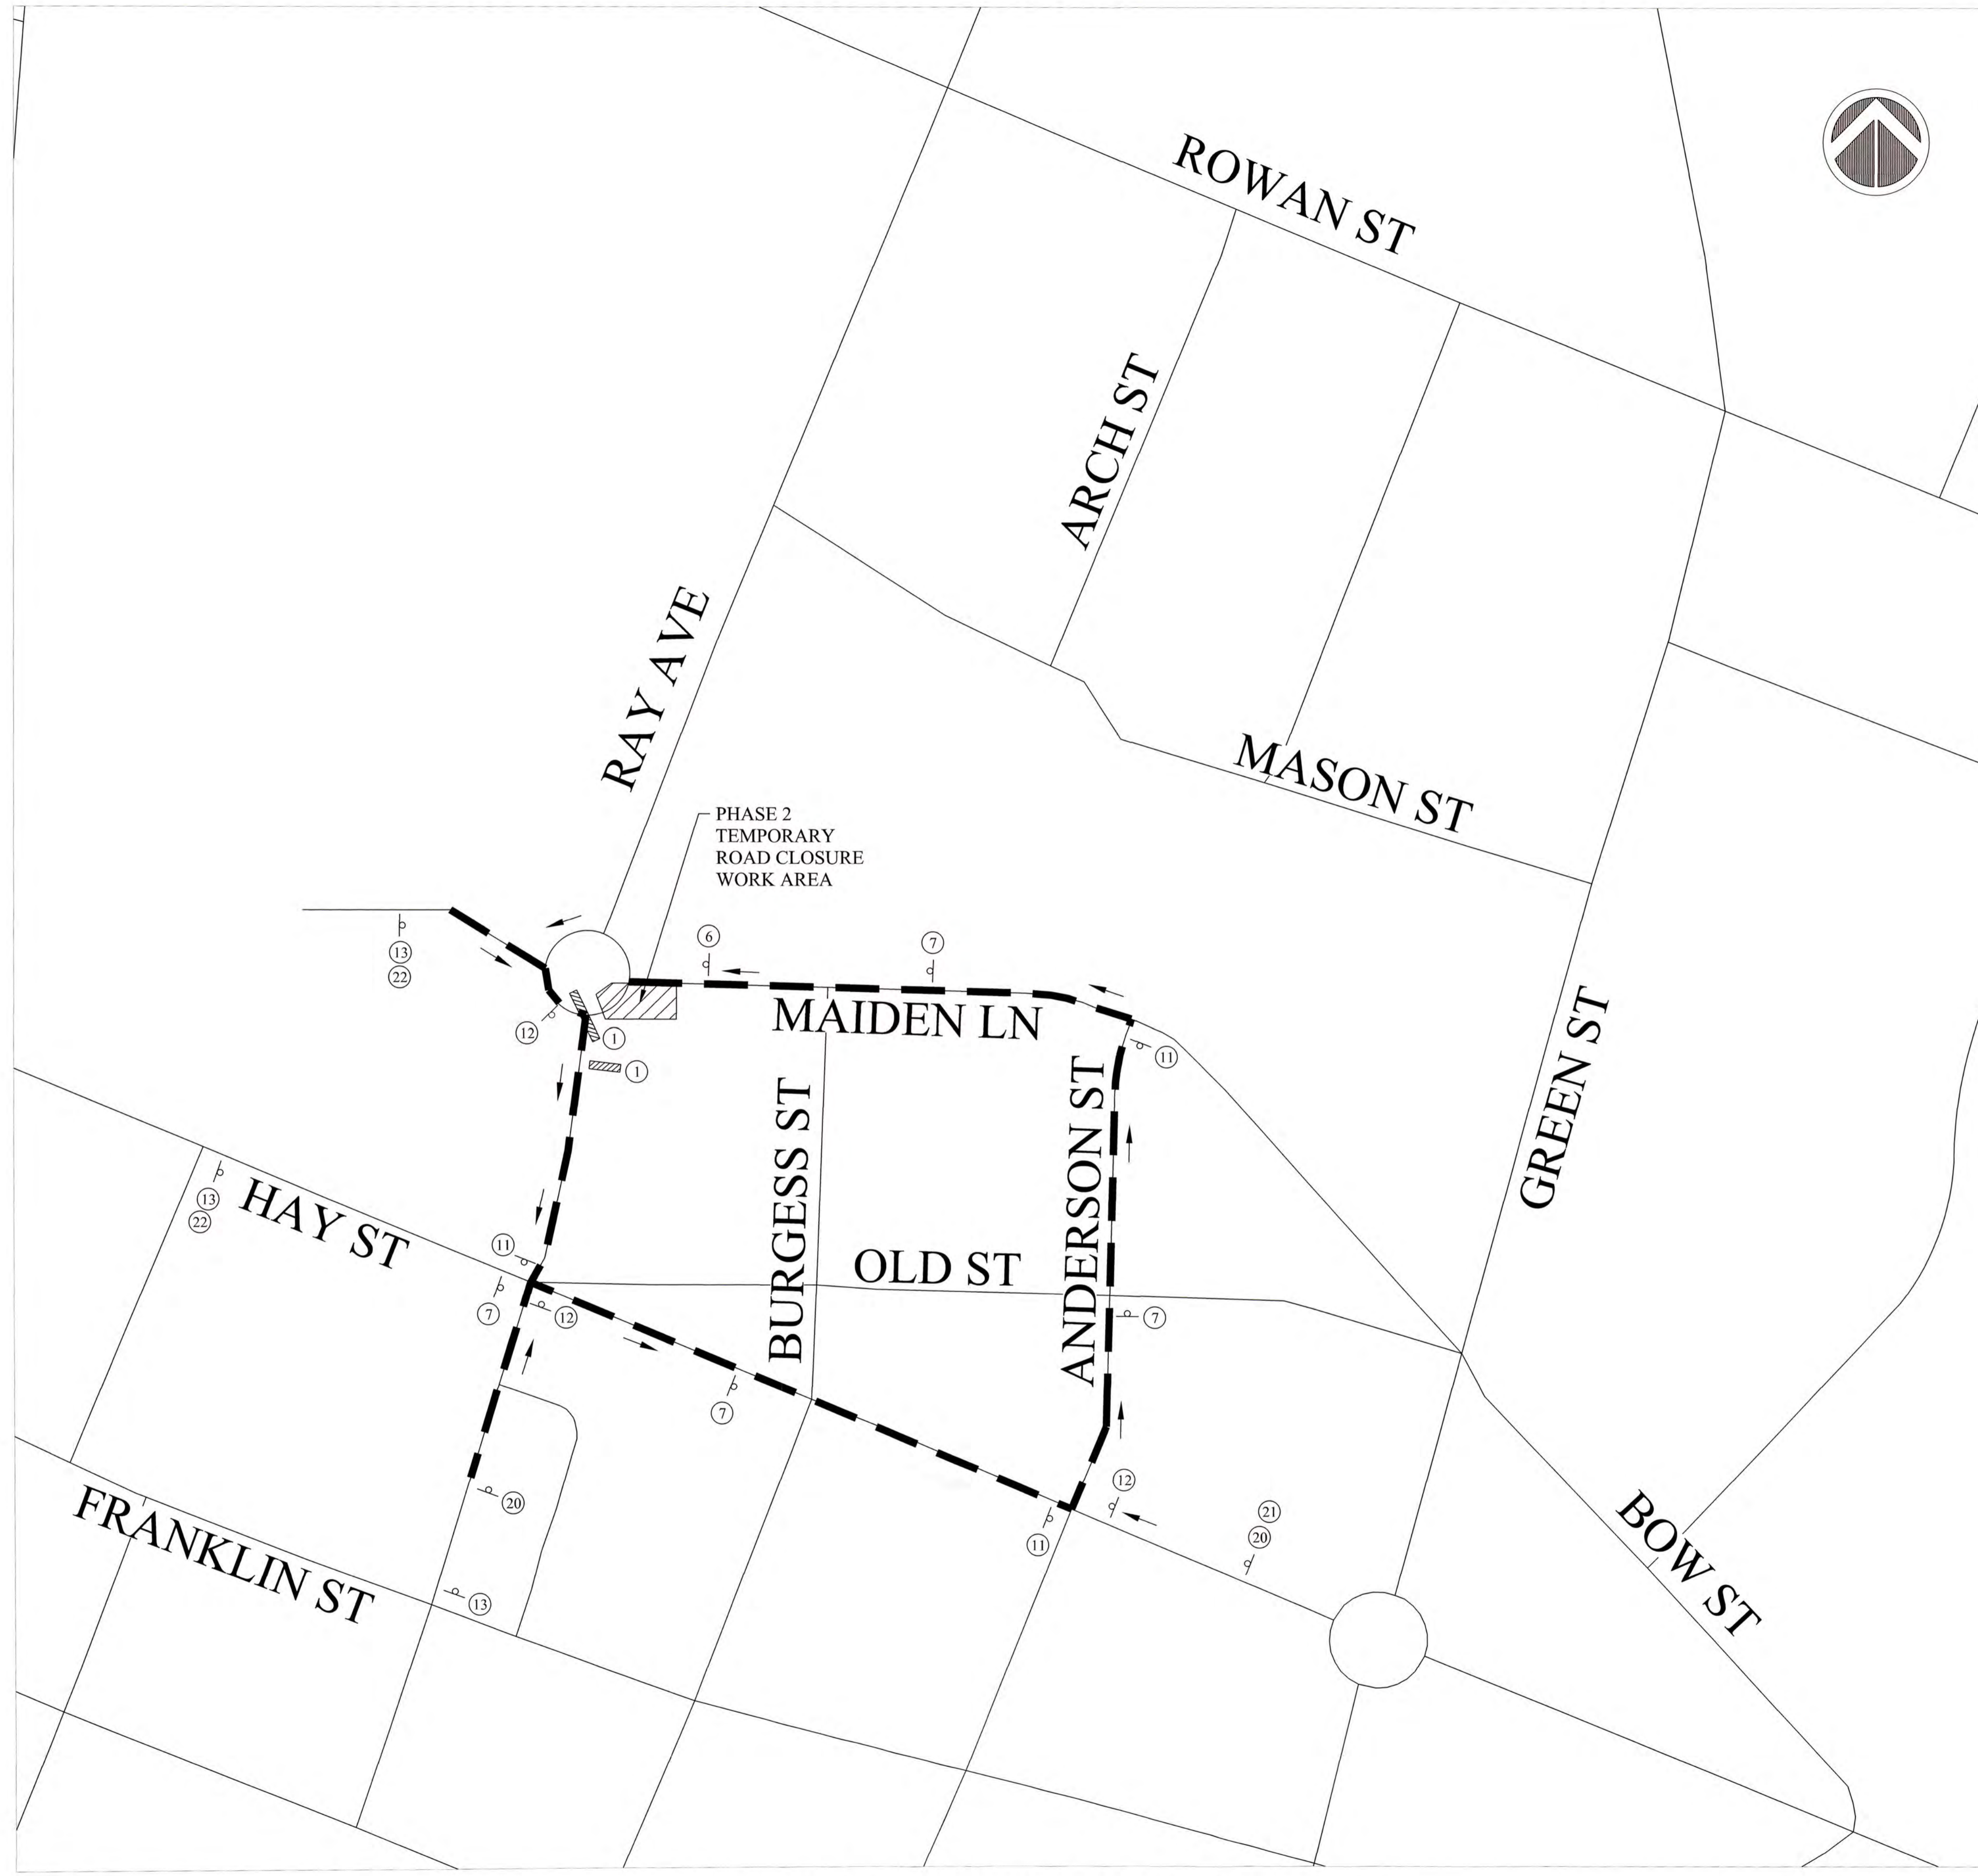 ROWAN ST
ARCH ST
RAY AVE
MASON ST
PHASE 2
TEMPORARY
ROAD CLOSURE
WORK AREA
6
7
13
22
12
1
MAIDEN LN
11
1
GREEN ST
BURGESS ST
ANDERSON ST
13
22
HAY ST
11
OLD ST
7
12
7
7
12
20
FRANKLIN ST
21
20
11
BOW ST
13